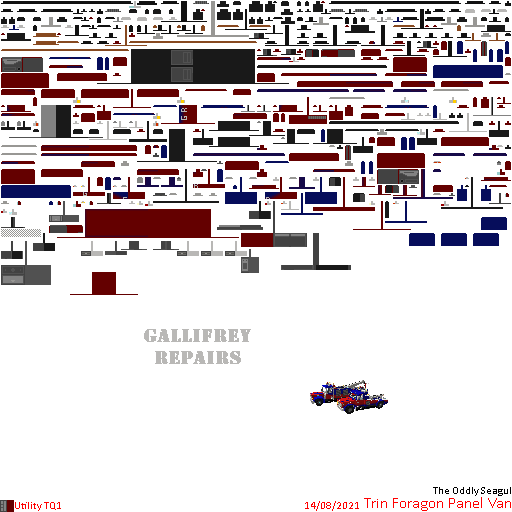 GALLIFREY
REPAIRS
The Oddly Seagul
Utility TQ1
14/08/2021 Trin Foragon Panel Van